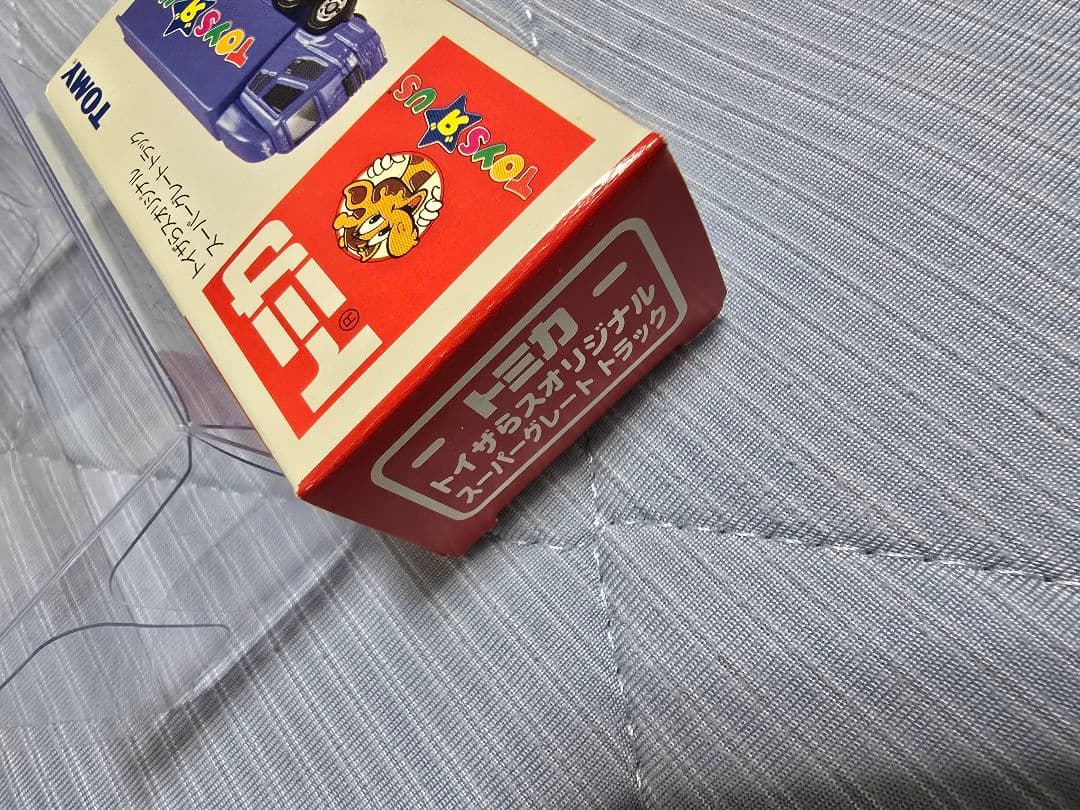 TOYS R US
TOMY
トイザらスオリジナル
スーパーグレートトラック
トミカ®
TOYS R US
トミカ
トイザらスオリジナル
スーパーグレート トラック